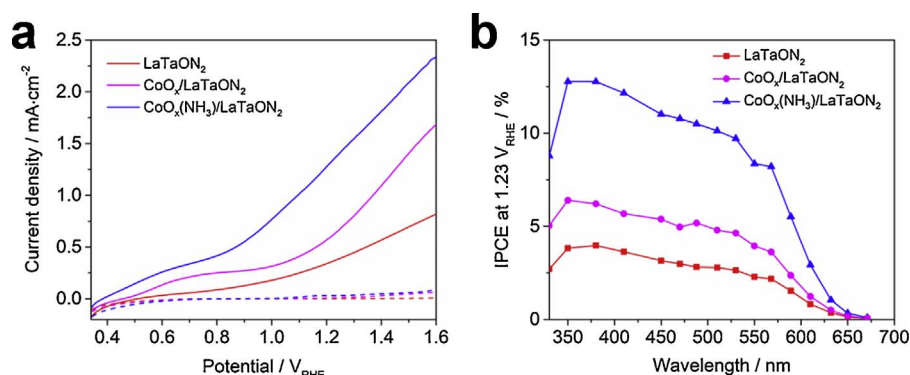 a
2.5
2.0
1.5
1.0
0.5
0.0
0.4
0.6
0.8
1.0
1.2
1.4
1.6
Current density / mA·cm⁻²
Potential / V_RHE
LaTaON₂
CoOₓ/LaTaON₂
CoOₓ(NH₃)/LaTaON₂
b
15
10
5
0
350
400
450
500
550
600
650
700
IPCE at 1.23 V_RHE / %
Wavelength / nm
LaTaON₂
CoOₓ/LaTaON₂
CoOₓ(NH₃)/LaTaON₂